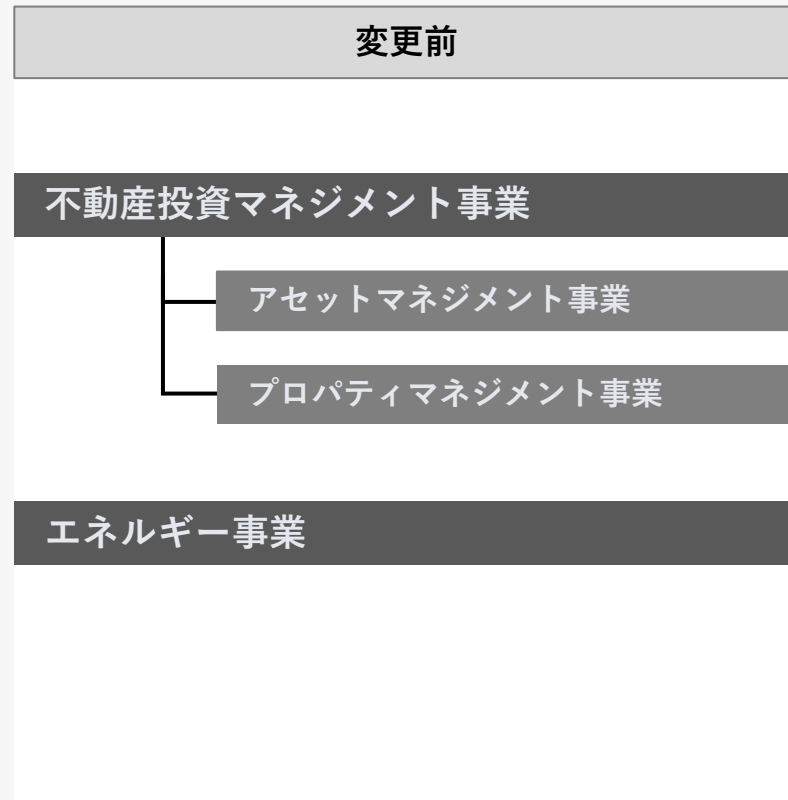 変更前
不動産投資マネジメント事業
アセットマネジメント事業
プロパティマネジメント事業
エネルギー事業